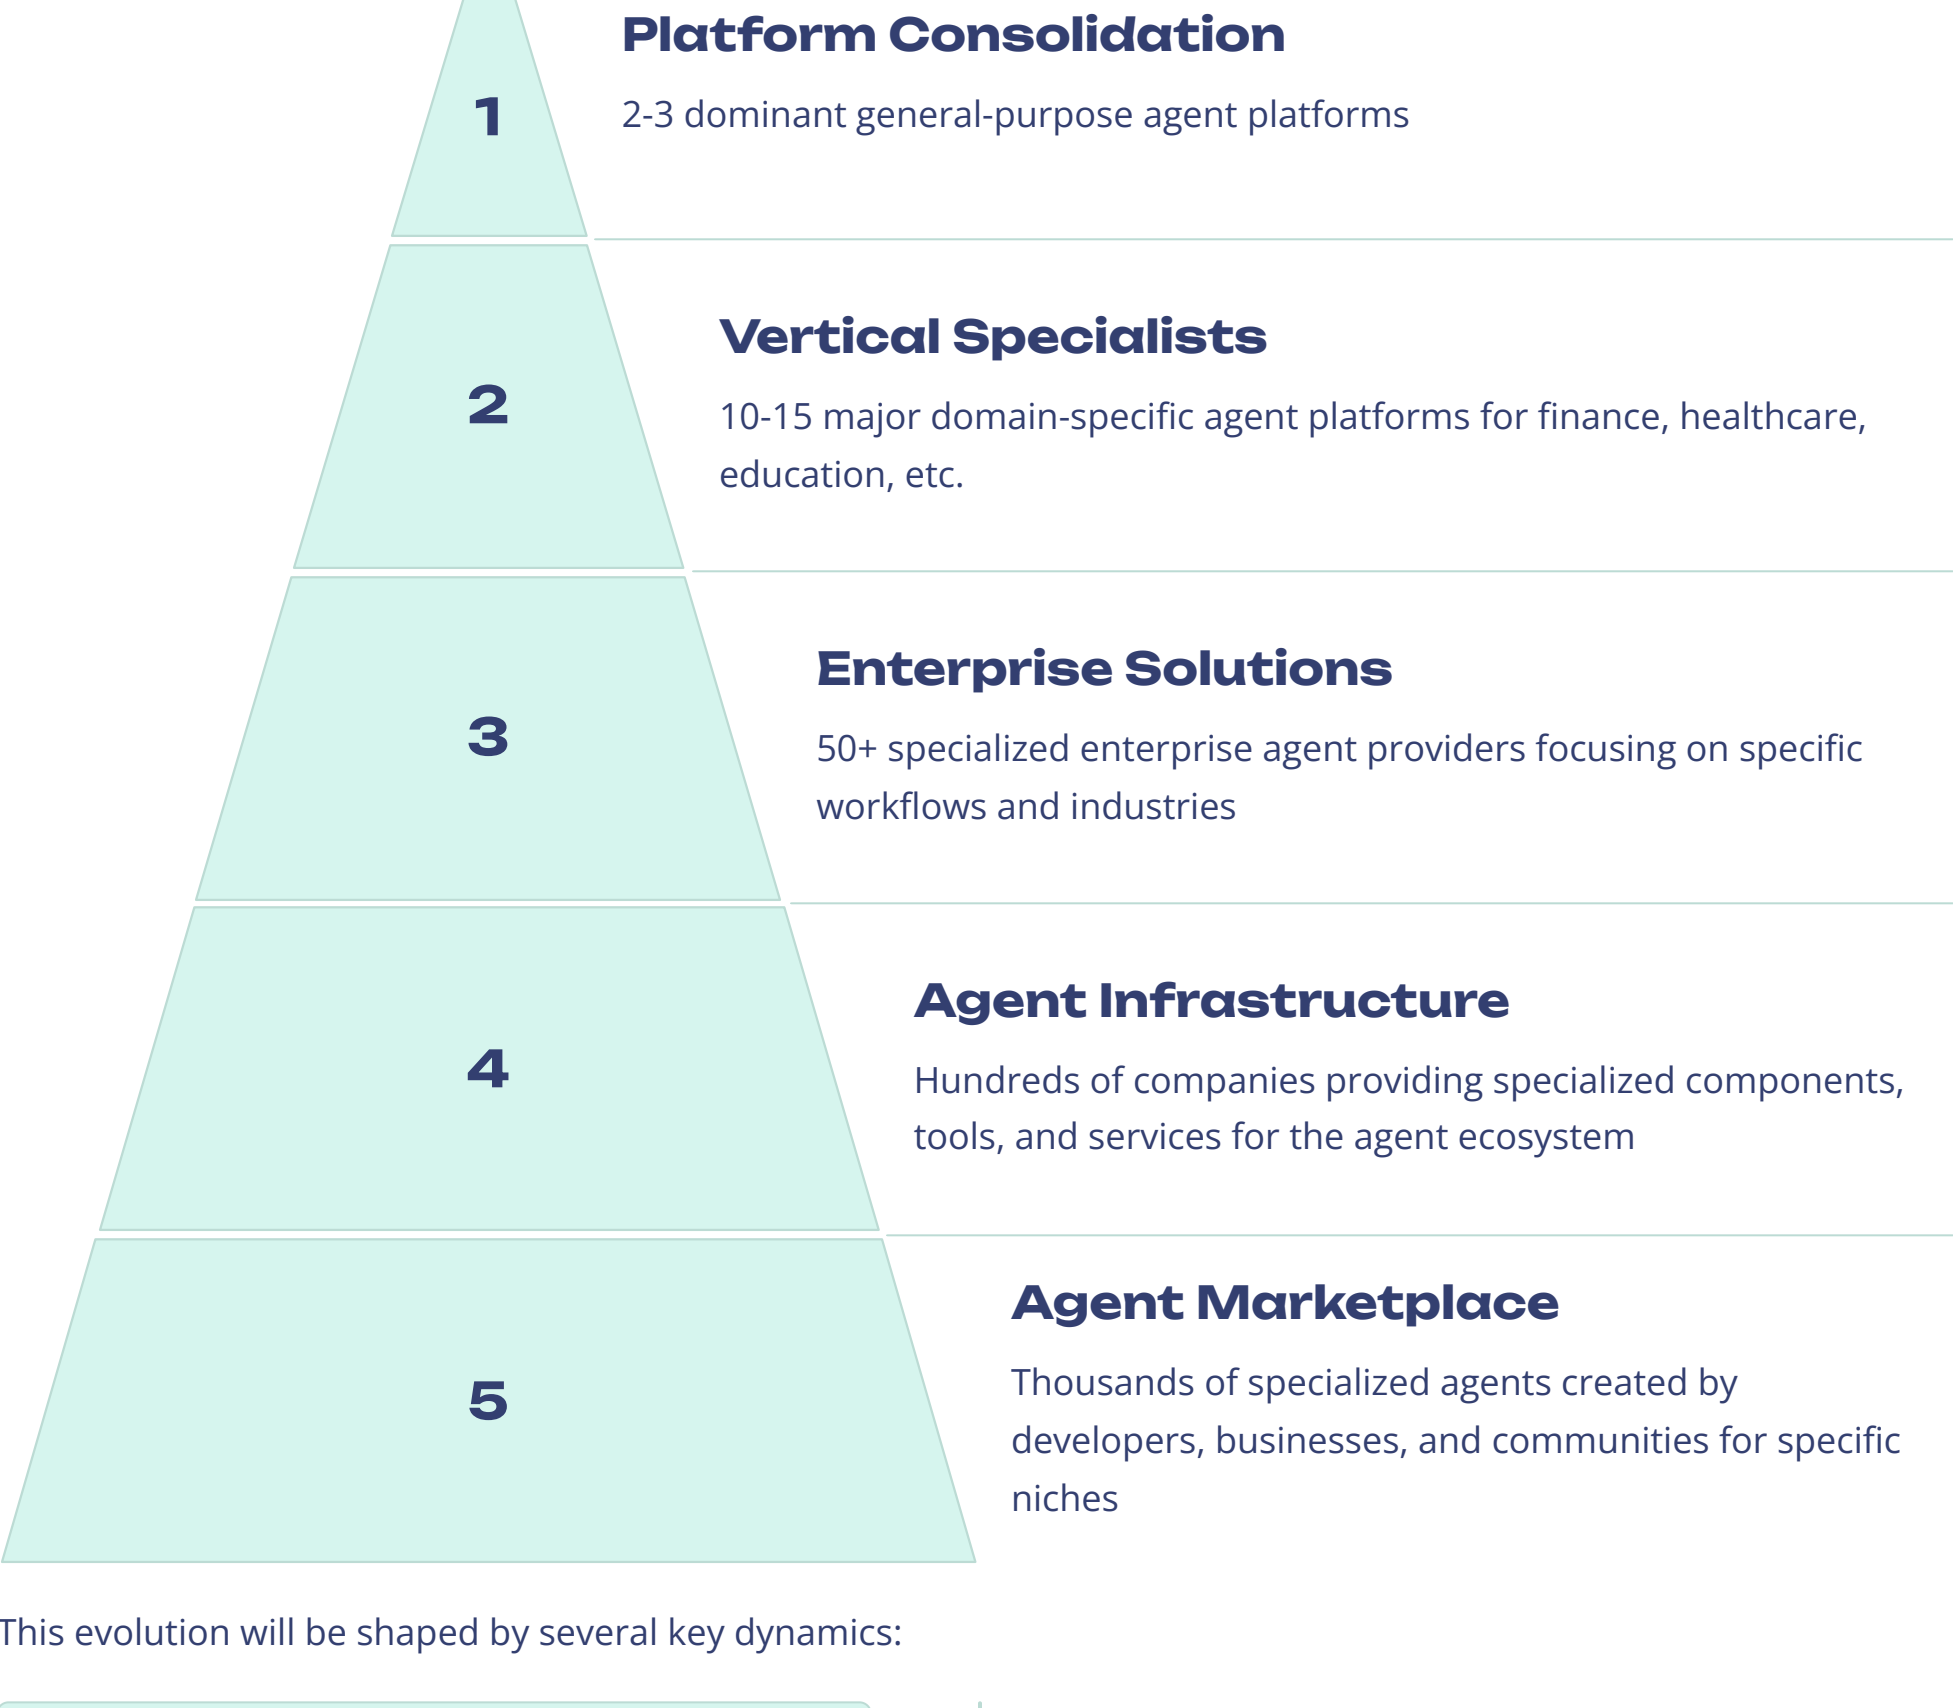 Platform Consolidation
1
2-3 dominant general-purpose agent platforms
Vertical Specialists
2
10-15 major domain-specific agent platforms for finance, healthcare,
education, etc.
Enterprise Solutions
3
50+ specialized enterprise agent providers focusing on specific
workflows and industries
Agent Infrastructure
4
Hundreds of companies providing specialized components,
tools, and services for the agent ecosystem
Agent Marketplace
5
Thousands of specialized agents created by
developers, businesses, and communities for specific
niches
This evolution will be shaped by several key dynamics: